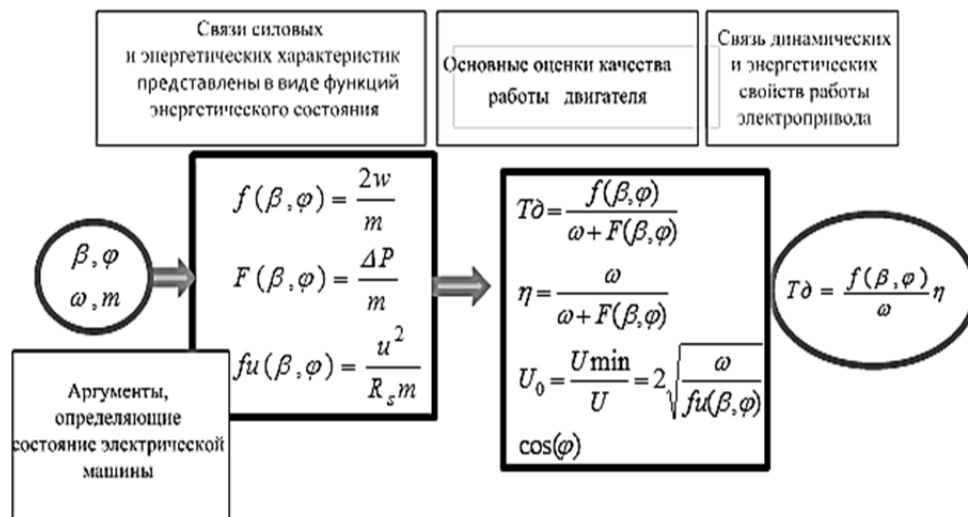 Связи силовых
и энергетических характеристик
представлены в виде функций
энергетического состояния
Основные оценки качества
работы двигателя
Связь динамических
и энергетических
свойств работы
электропривода
β, φ
ω, m
f(β,φ) = 2w/m
F(β,φ) = ΔP/m
fu(β,φ) = u²/(R_s m)
Tд = f(β,φ)/(ω + F(β,φ))
η = ω/(ω + F(β,φ))
U₀ = Umin/U = 2√(ω/fu(β,φ))
cos(φ)
Tд = f(β,φ)/ω η
Аргументы,
определяющие
состояние электрической
машины